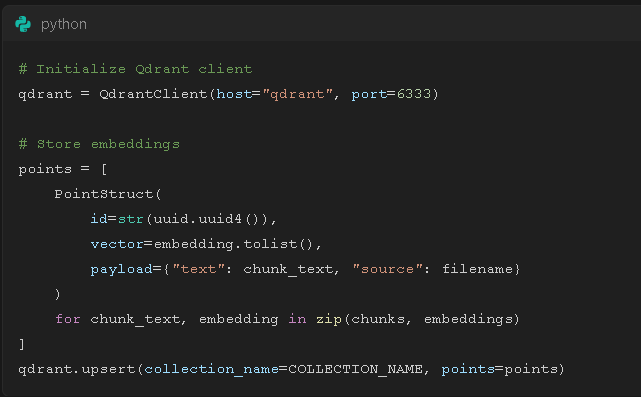 python
# Initialize Qdrant client
qdrant = QdrantClient(host="qdrant", port=6333)
# Store embeddings
points = [
    PointStruct(
        id=str(uuid.uuid4()),
        vector=embedding.tolist(),
        payload={"text": chunk_text, "source": filename}
    )
    for chunk_text, embedding in zip(chunks, embeddings)
]
qdrant.upsert(collection_name=COLLECTION_NAME, points=points)